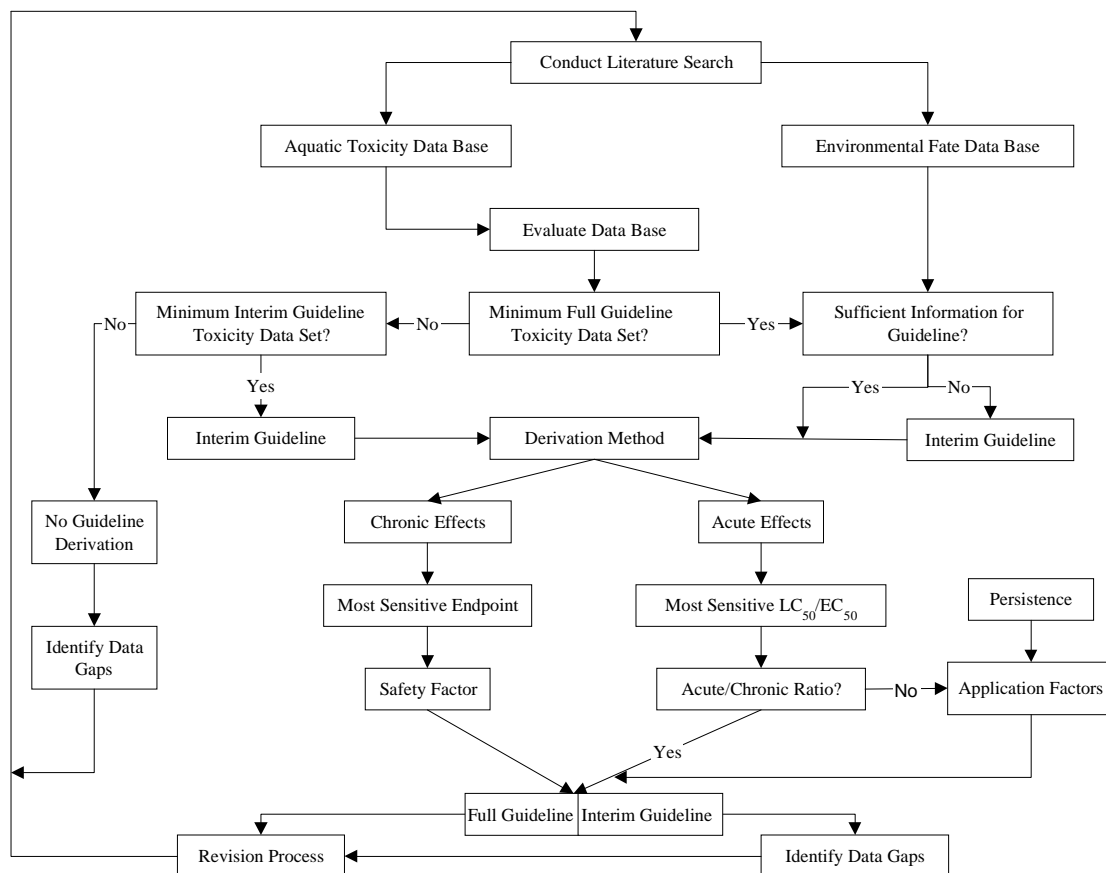 Conduct Literature Search
Aquatic Toxicity Data Base
Environmental Fate Data Base
Evaluate Data Base
Minimum Interim Guideline
Toxicity Data Set?
Minimum Full Guideline
Toxicity Data Set?
Sufficient Information for
Guideline?
No
No
Yes
Yes
Yes
No
Interim Guideline
Derivation Method
Interim Guideline
No Guideline
Derivation
Chronic Effects
Acute Effects
Most Sensitive Endpoint
Most Sensitive LC50/EC50
Persistence
Identify Data
Gaps
Safety Factor
Acute/Chronic Ratio?
No
Application Factors
Yes
Full Guideline
Interim Guideline
Revision Process
Identify Data Gaps